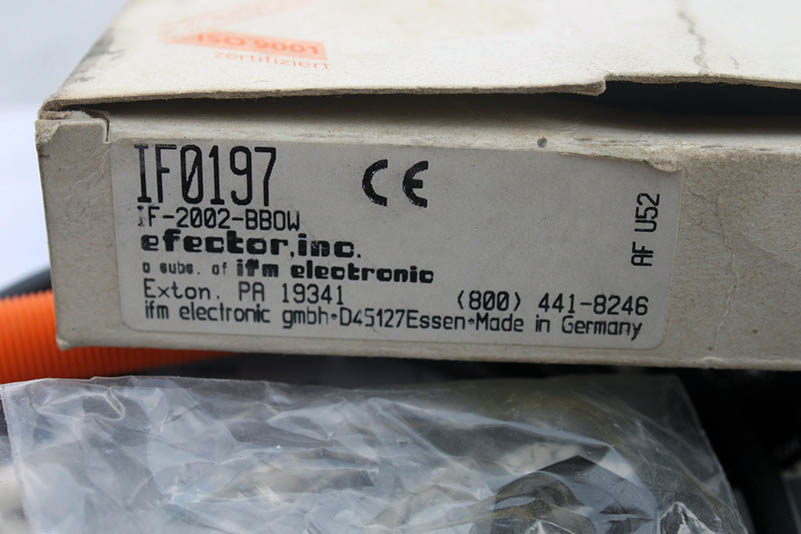 ISO 9001
zertifiziert
IF0197
CE
IF-2002-BBOW
efector,inc.
a subs. of ifm electronic
Exton. PA 19341 (800) 441-8246
ifm electronic gmbh•D45127Essen•Made in Germany
AF U52